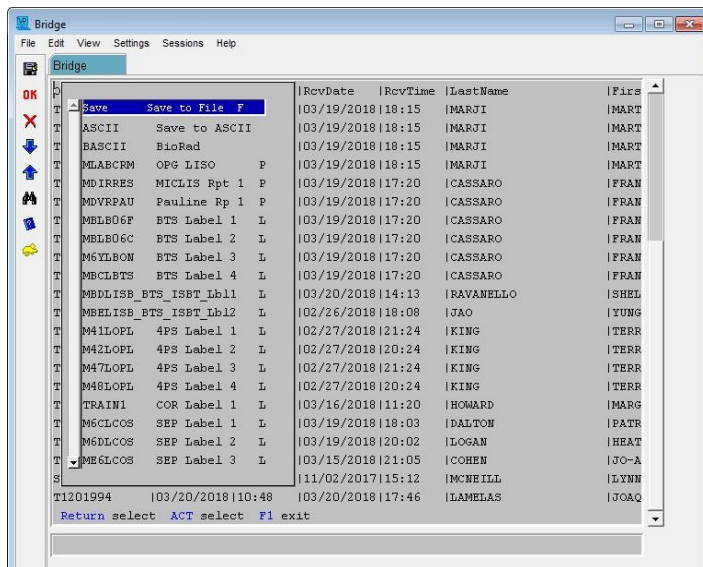 Bridge
File Edit View Settings Sessions Help
Bridge
OK
|RcvDate |RcvTime |LastName |Firs
Save Save to File F |03/19/2018|18:15 |MARJI |MART
T ASCII Save to ASCII |03/19/2018|18:15 |MARJI |MART
T BASCII BioRad |03/19/2018|18:15 |MARJI |MART
T MLABCRM OPG LISO P |03/19/2018|18:15 |MARJI |MART
T MDIRRES MICLIS Rpt 1 P |03/19/2018|17:20 |CASSARO |FRAN
T MDVRPAU Pauline Rp 1 P |03/19/2018|17:20 |CASSARO |FRAN
T MBLB06F BTS Label 1 L |03/19/2018|17:20 |CASSARO |FRAN
T MBLB06C BTS Label 2 L |03/19/2018|17:20 |CASSARO |FRAN
T M6YLBON BTS Label 3 L |03/19/2018|17:20 |CASSARO |FRAN
T MBCLBTS BTS Label 4 L |03/19/2018|17:20 |CASSARO |FRAN
T MBDLISB_BTS_ISBT_Lbl1 L |03/20/2018|14:13 |RAVANELLO |SHEL
T MBELISB_BTS_ISBT_Lbl2 L |02/26/2018|18:08 |JAO |YUNG
T M41LOPL 4PS Label 1 L |02/27/2018|21:24 |KING |TERR
T M42LOPL 4PS Label 2 L |02/27/2018|20:24 |KING |TERR
T M47LOPL 4PS Label 3 L |02/27/2018|21:24 |KING |TERR
T M48LOPL 4PS Label 4 L |02/27/2018|20:24 |KING |TERR
T TRAIN1 COR Label 1 L |03/16/2018|11:20 |HOWARD |MARG
T M6CLCOS SEP Label 1 L |03/19/2018|18:03 |DALTON |PATR
T M6DLCOS SEP Label 2 L |03/19/2018|20:02 |LOGAN |HEAT
T ME6LCOS SEP Label 3 L |03/15/2018|21:05 |COHEN |JO-A
S |11/02/2017|15:12 |MCNEILL |LYNN
T1201994 |03/20/2018|10:48 |03/20/2018|17:46 |LAMELAS |JOAQ
Return select ACT select F1 exit